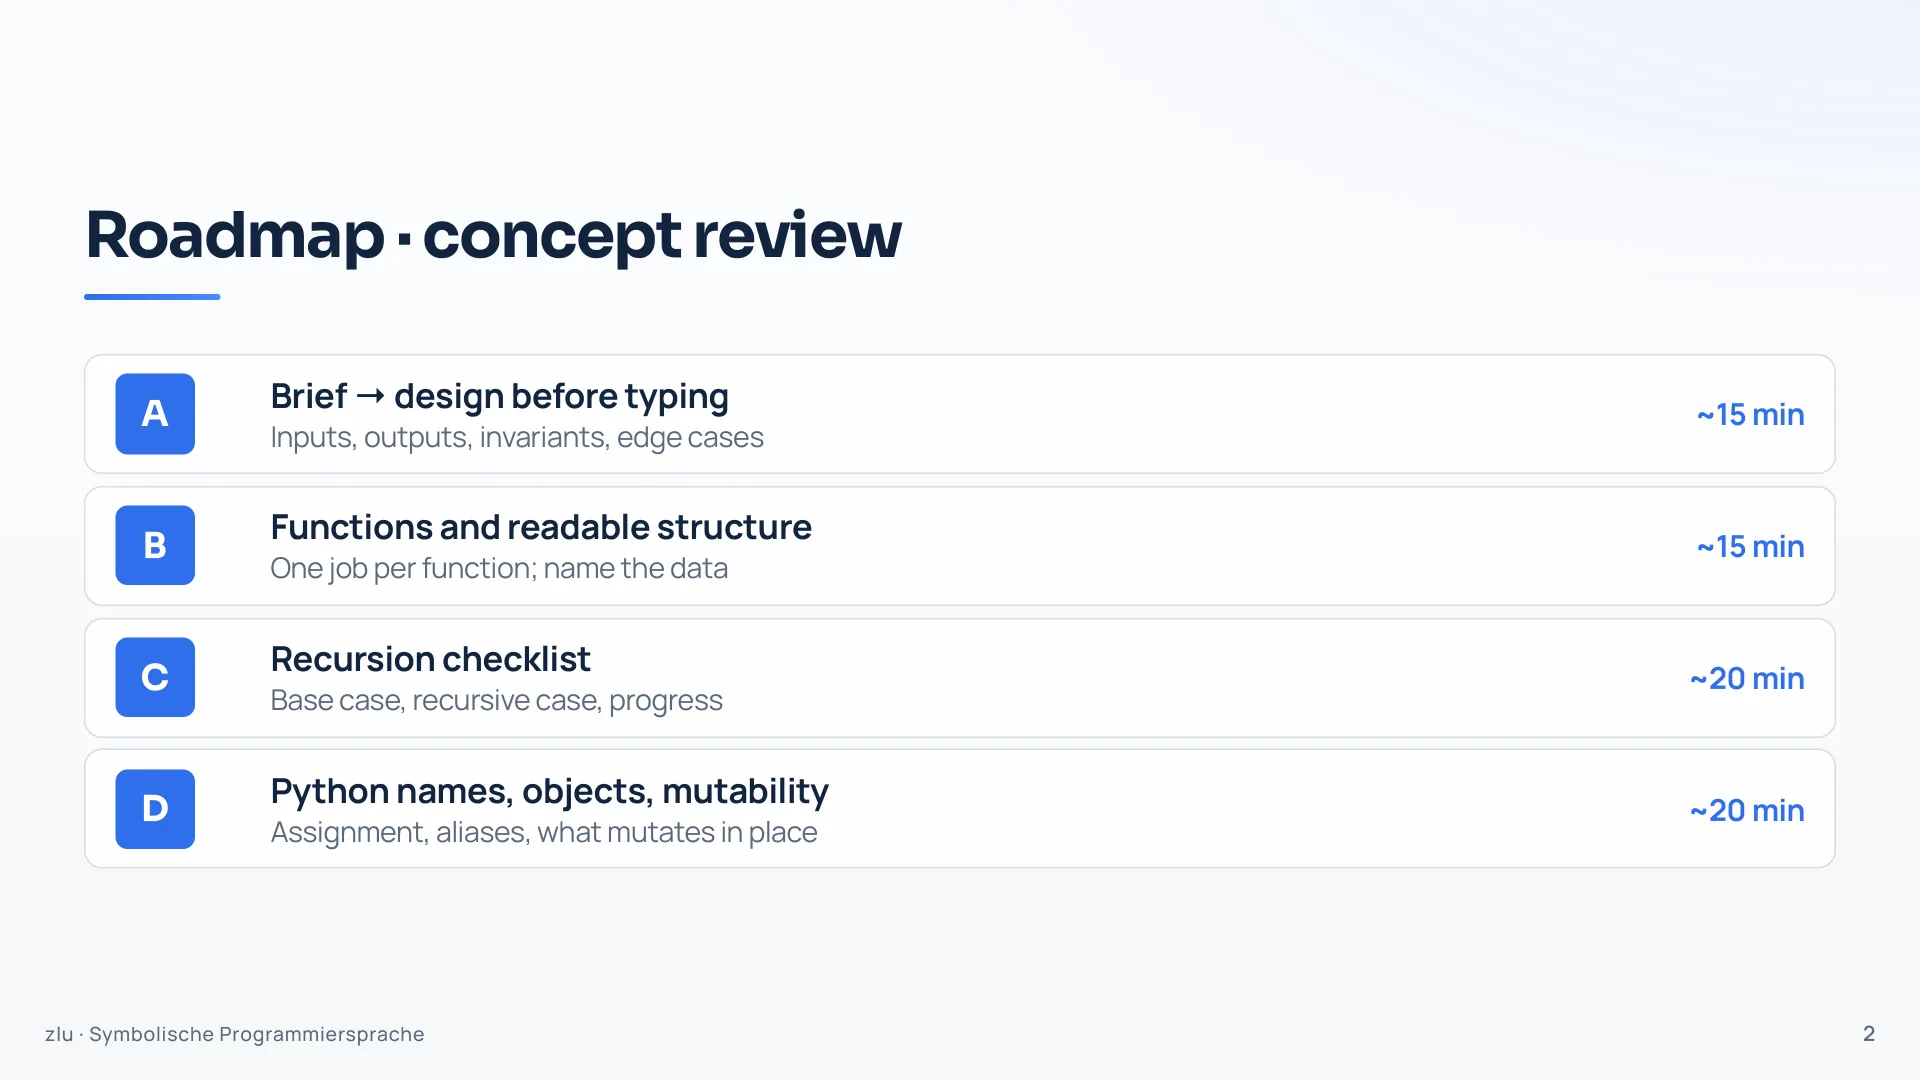 Roadmap · concept review
A
Brief → design before typing
Inputs, outputs, invariants, edge cases
~15 min
B
Functions and readable structure
One job per function; name the data
~15 min
C
Recursion checklist
Base case, recursive case, progress
~20 min
D
Python names, objects, mutability
Assignment, aliases, what mutates in place
~20 min
zlu · Symbolische Programmiersprache
2